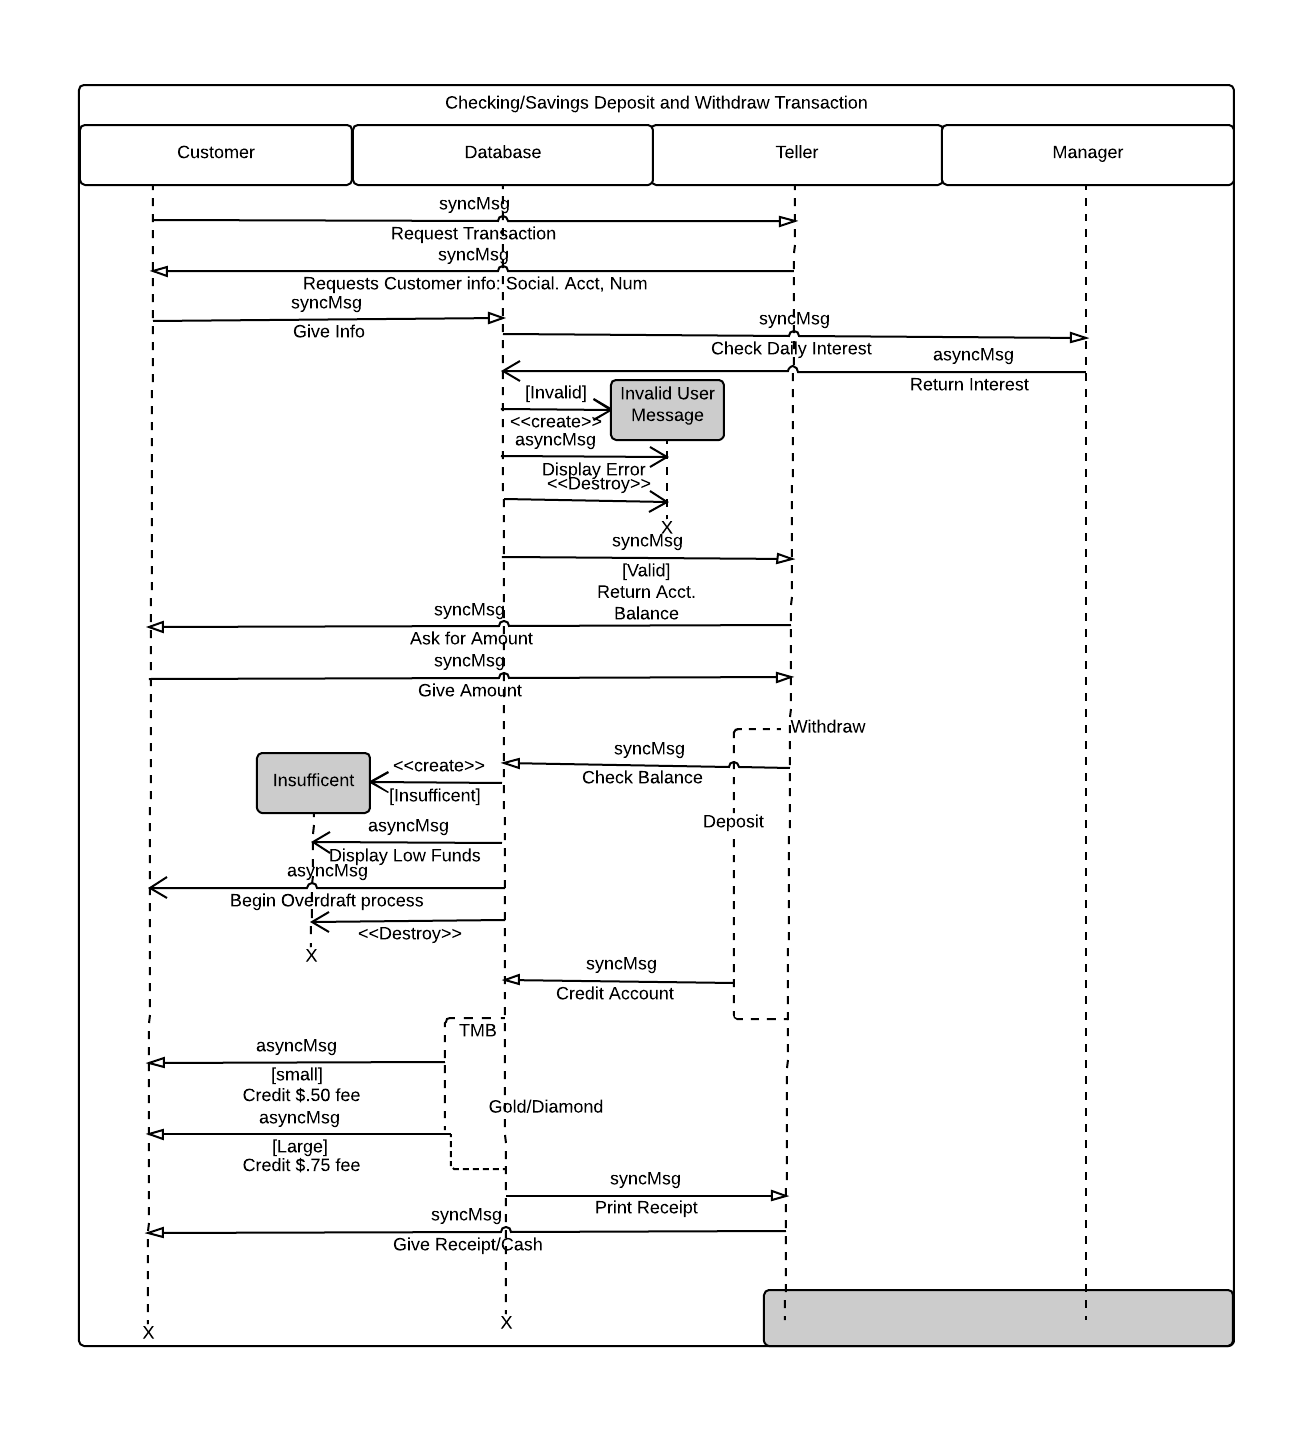 Checking/Savings Deposit and Withdraw Transaction
Customer
Database
Teller
Manager
syncMsg
Request Transaction
syncMsg
Requests Customer info: Social. Acct, Num
syncMsg
Give Info
syncMsg
Check Daily Interest
asyncMsg
Return Interest
[Invalid]
<<create>>
Invalid User
Message
asyncMsg
Display Error
<<Destroy>>
X
syncMsg
[Valid]
Return Acct.
Balance
syncMsg
Ask for Amount
syncMsg
Give Amount
Withdraw
syncMsg
Check Balance
<<create>>
[Insufficent]
Insufficent
Deposit
asyncMsg
Display Low Funds
asyncMsg
Begin Overdraft process
<<Destroy>>
X
syncMsg
Credit Account
TMB
asyncMsg
[small]
Credit $.50 fee
Gold/Diamond
asyncMsg
[Large]
Credit $.75 fee
syncMsg
Print Receipt
syncMsg
Give Receipt/Cash
X
X